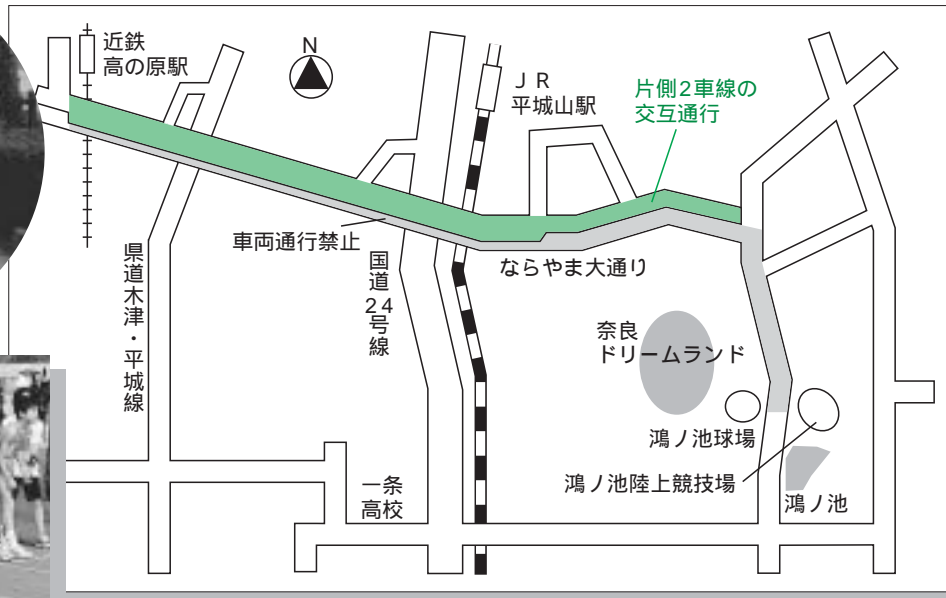 近鉄
高の原駅
N
ＪＲ
平城山駅
片側2車線の
交互通行
車両通行禁止
ならやま大通り
県道木津・平城線
国道24号線
奈良
ドリームランド
鴻ノ池球場
鴻ノ池陸上競技場
鴻ノ池
一条
高校